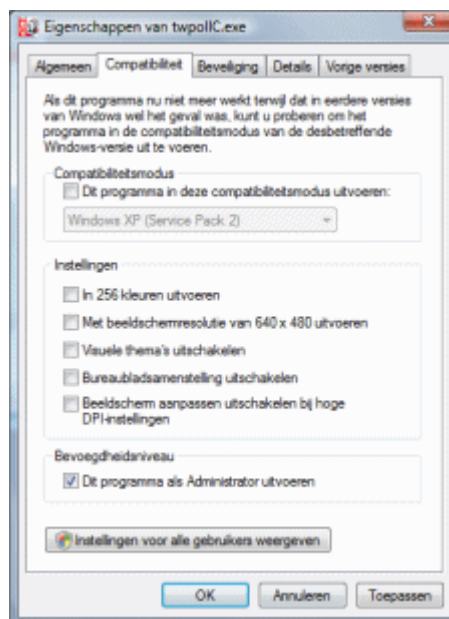 Eigenschappen van twpolIC.exe
Algemeen Compatibiliteit Beveiliging Details Vorige versies
Als dit programma nu niet meer werkt terwijl dat in eerdere versies
van Windows wel het geval was, kunt u proberen om het
programma in de compatibiliteitsmodus van de desbetreffende
Windows-versie uit te voeren.
Compatibiliteitsmodus
Dit programma in deze compatibiliteitsmodus uitvoeren:
Windows XP (Service Pack 2)
Instellingen
In 256 kleuren uitvoeren
Met beeldschermresolutie van 640 x 480 uitvoeren
Visuele thema's uitschakelen
Bureaubladsamenstelling uitschakelen
Beeldscherm aanpassen uitschakelen bij hoge
DPI-instellingen
Bevoegdheidsniveau
Dit programma als Administrator uitvoeren
Instellingen voor alle gebruikers weergeven
OK Annuleren Toepassen